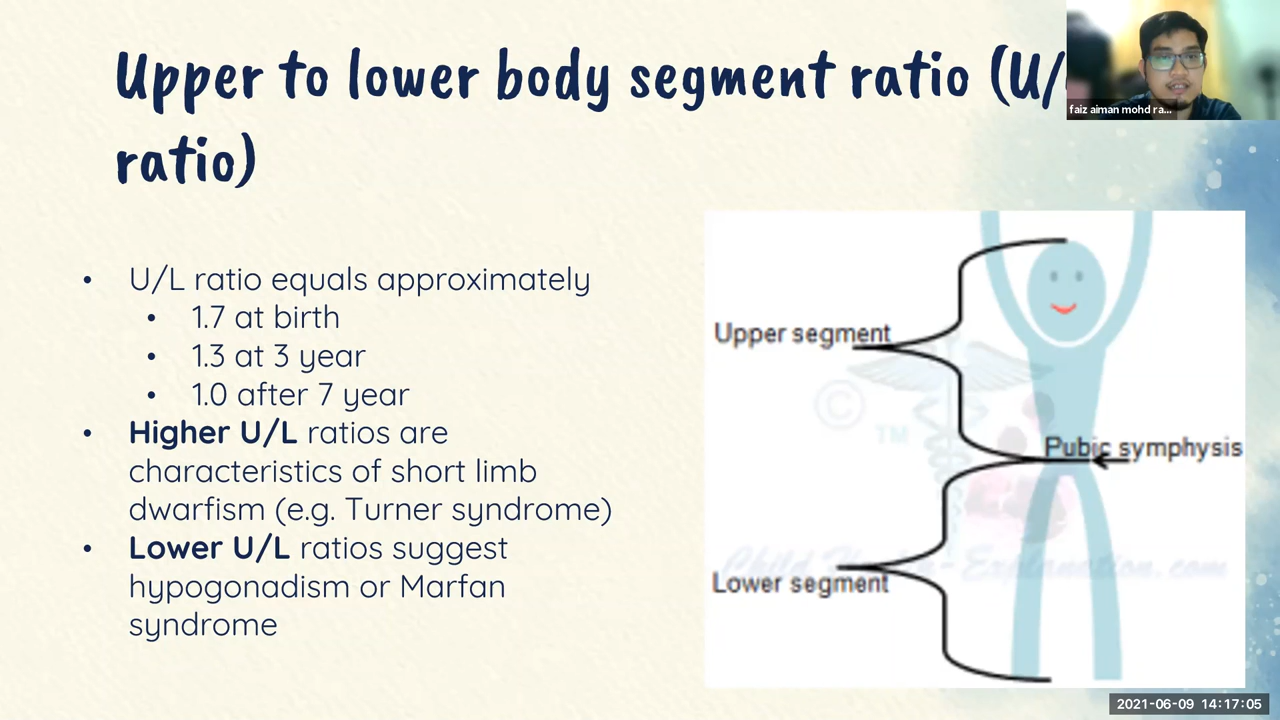 Upper to lower body segment ratio (U/
ratio)
faiz aiman mohd ra...
• U/L ratio equals approximately
• 1.7 at birth
• 1.3 at 3 year
• 1.0 after 7 year
• Higher U/L ratios are
characteristics of short limb
dwarfism (e.g. Turner syndrome)
• Lower U/L ratios suggest
hypogonadism or Marfan
syndrome
Upper segment
©
TM
Pubic symphysis
Lower segment
2021-06-09 14:17:05